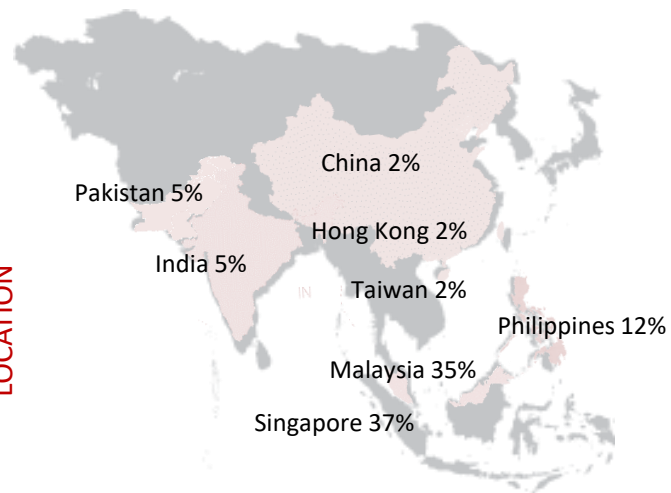 China 2%
Pakistan 5%
Hong Kong 2%
India 5%
Taiwan 2%
IN
Philippines 12%
Malaysia 35%
Singapore 37%
LOCATION